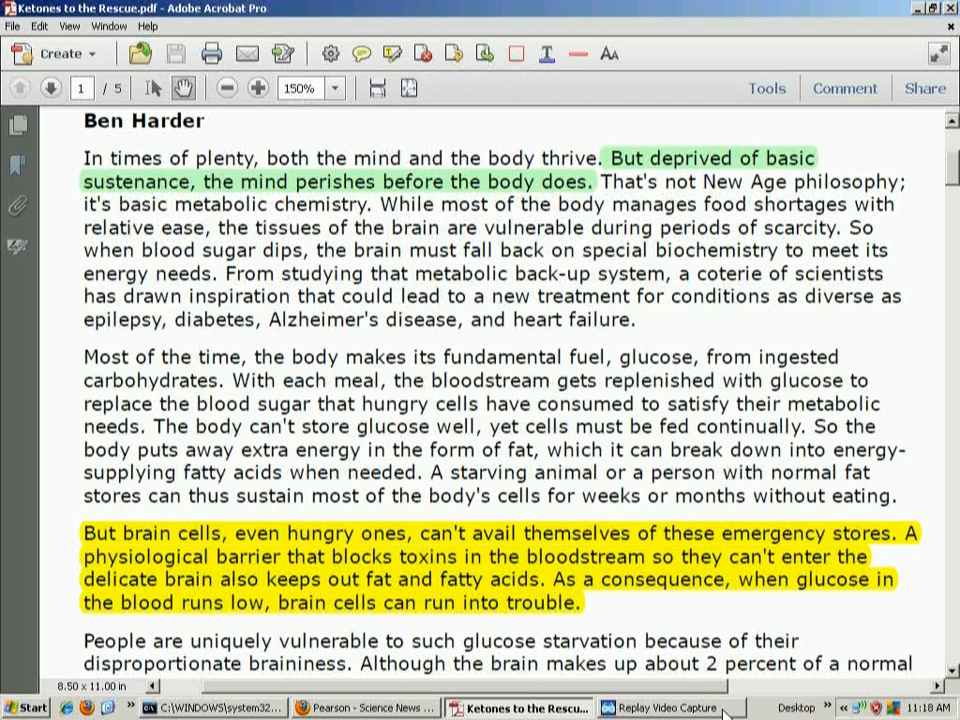 Ketones to the Rescue.pdf - Adobe Acrobat Pro
File Edit View Window Help
Create
1 / 5 150% Tools Comment Share
Ben Harder
In times of plenty, both the mind and the body thrive. But deprived of basic
sustenance, the mind perishes before the body does. That's not New Age philosophy;
it's basic metabolic chemistry. While most of the body manages food shortages with
relative ease, the tissues of the brain are vulnerable during periods of scarcity. So
when blood sugar dips, the brain must fall back on special biochemistry to meet its
energy needs. From studying that metabolic back-up system, a coterie of scientists
has drawn inspiration that could lead to a new treatment for conditions as diverse as
epilepsy, diabetes, Alzheimer's disease, and heart failure.
Most of the time, the body makes its fundamental fuel, glucose, from ingested
carbohydrates. With each meal, the bloodstream gets replenished with glucose to
replace the blood sugar that hungry cells have consumed to satisfy their metabolic
needs. The body can't store glucose well, yet cells must be fed continually. So the
body puts away extra energy in the form of fat, which it can break down into energy-
supplying fatty acids when needed. A starving animal or a person with normal fat
stores can thus sustain most of the body's cells for weeks or months without eating.
But brain cells, even hungry ones, can't avail themselves of these emergency stores. A
physiological barrier that blocks toxins in the bloodstream so they can't enter the
delicate brain also keeps out fat and fatty acids. As a consequence, when glucose in
the blood runs low, brain cells can run into trouble.
People are uniquely vulnerable to such glucose starvation because of their
disproportionate braininess. Although the brain makes up about 2 percent of a normal
8.50 x 11.00 in
Start C:\WINDOWS\system32... Pearson - Science News ... Ketones to the Rescu... Replay Video Capture Desktop 11:18 AM